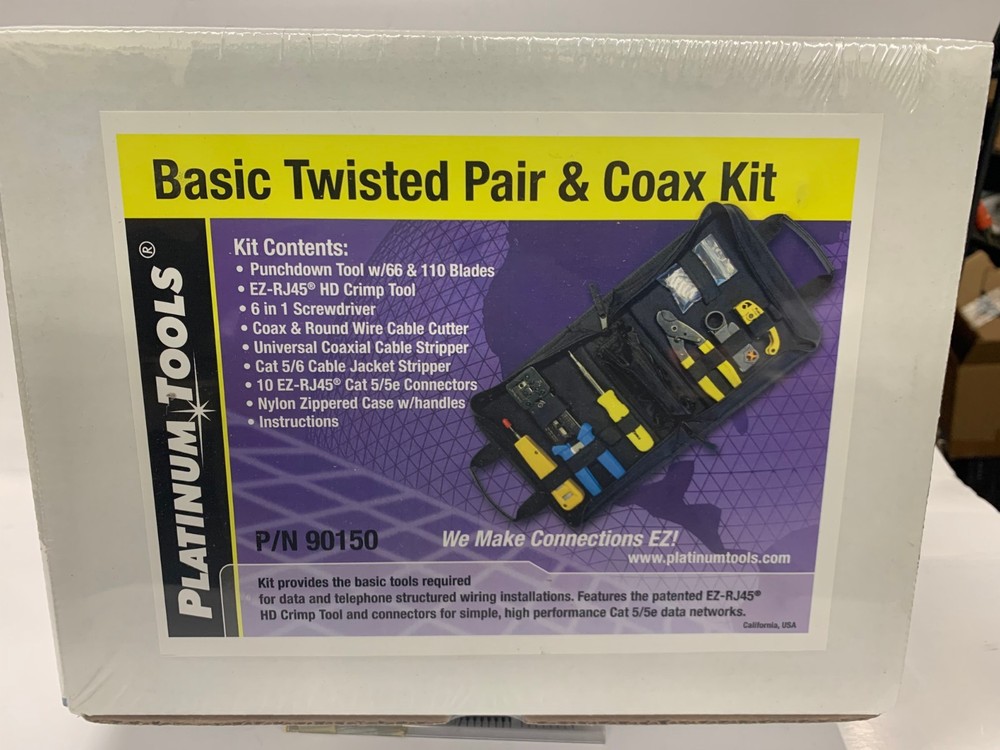 Basic Twisted Pair & Coax Kit
PLATINUM TOOLS®
Kit Contents:
• Punchdown Tool w/66 & 110 Blades
• EZ-RJ45® HD Crimp Tool
• 6 in 1 Screwdriver
• Coax & Round Wire Cable Cutter
• Universal Coaxial Cable Stripper
• Cat 5/6 Cable Jacket Stripper
• 10 EZ-RJ45® Cat 5/5e Connectors
• Nylon Zippered Case w/handles
• Instructions
P/N 90150
We Make Connections EZ!
www.platinumtools.com
Kit provides the basic tools required
for data and telephone structured wiring installations. Features the patented EZ-RJ45®
HD Crimp Tool and connectors for simple, high performance Cat 5/5e data networks.
California, USA